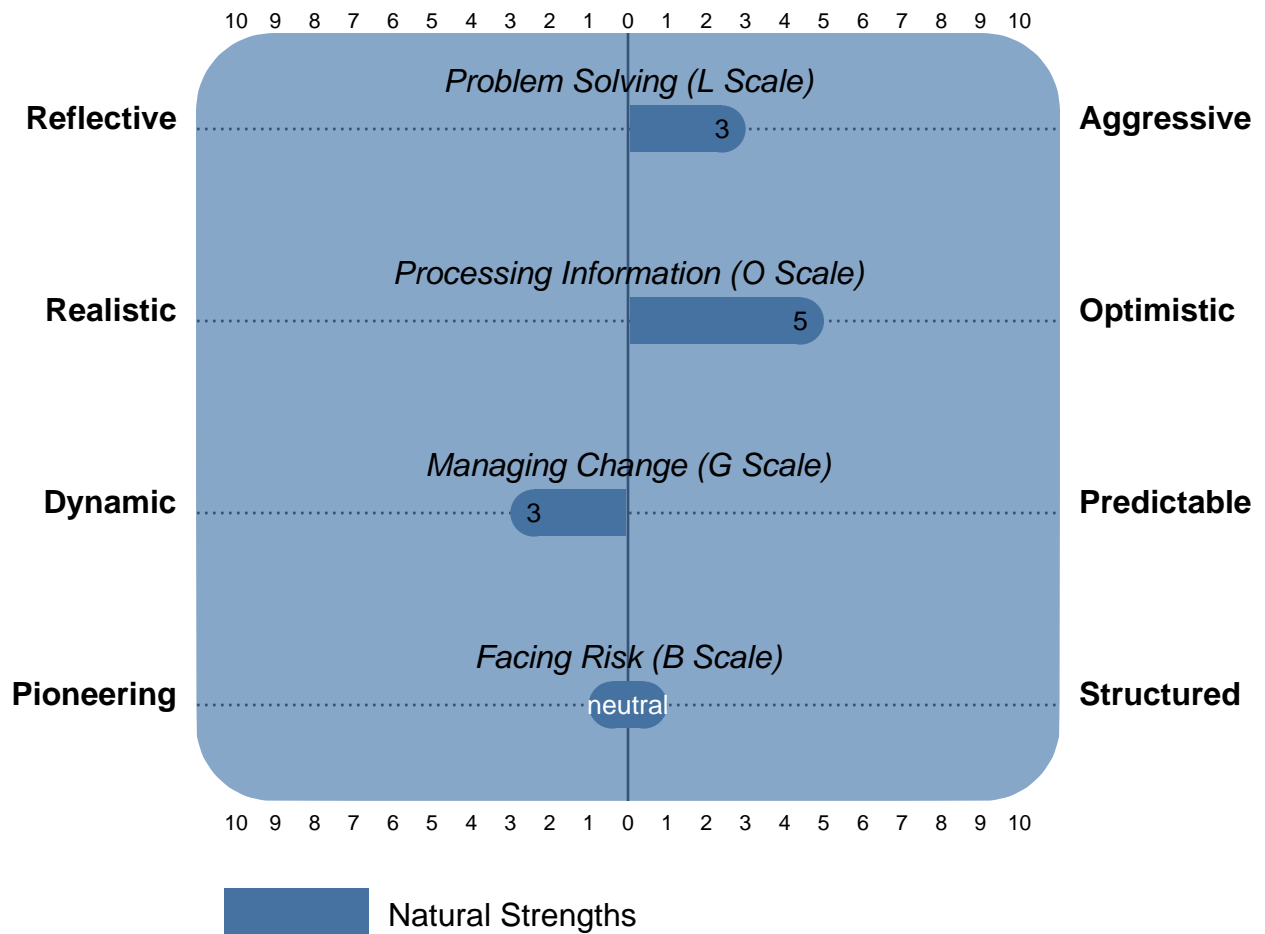 10 9 8 7 6 5 4 3 2 1 0 1 2 3 4 5 6 7 8 9 10
Problem Solving (L Scale)
Reflective 3 Aggressive
Processing Information (O Scale)
Realistic 5 Optimistic
Managing Change (G Scale)
Dynamic 3 Predictable
Facing Risk (B Scale)
Pioneering neutral Structured
10 9 8 7 6 5 4 3 2 1 0 1 2 3 4 5 6 7 8 9 10
Natural Strengths